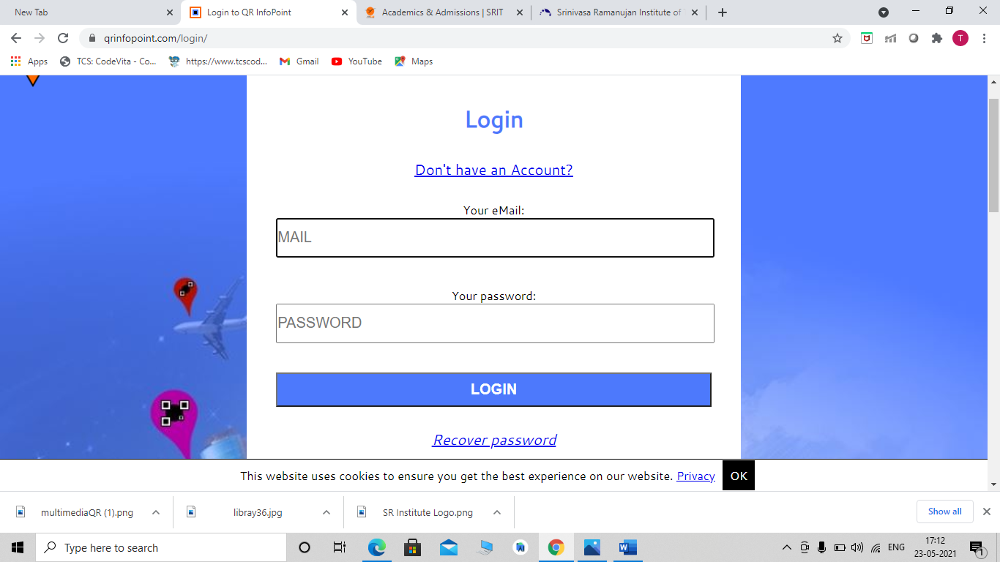 New Tab
Login to QR InfoPoint
Academics & Admissions | SRIT
Srinivasa Ramanujan Institute of
qrinfopoint.com/login/
T
Apps
TCS: CodeVita - Co...
https://www.tcscod...
Gmail
YouTube
Maps
Login
Don't have an Account?
Your eMail:
MAIL
Your password:
PASSWORD
LOGIN
Recover password
This website uses cookies to ensure you get the best experience on our website. Privacy OK
multimediaQR (1).png
libray36.jpg
SR Institute Logo.png
Show all
Type here to search
ENG
17:12
23-05-2021
1